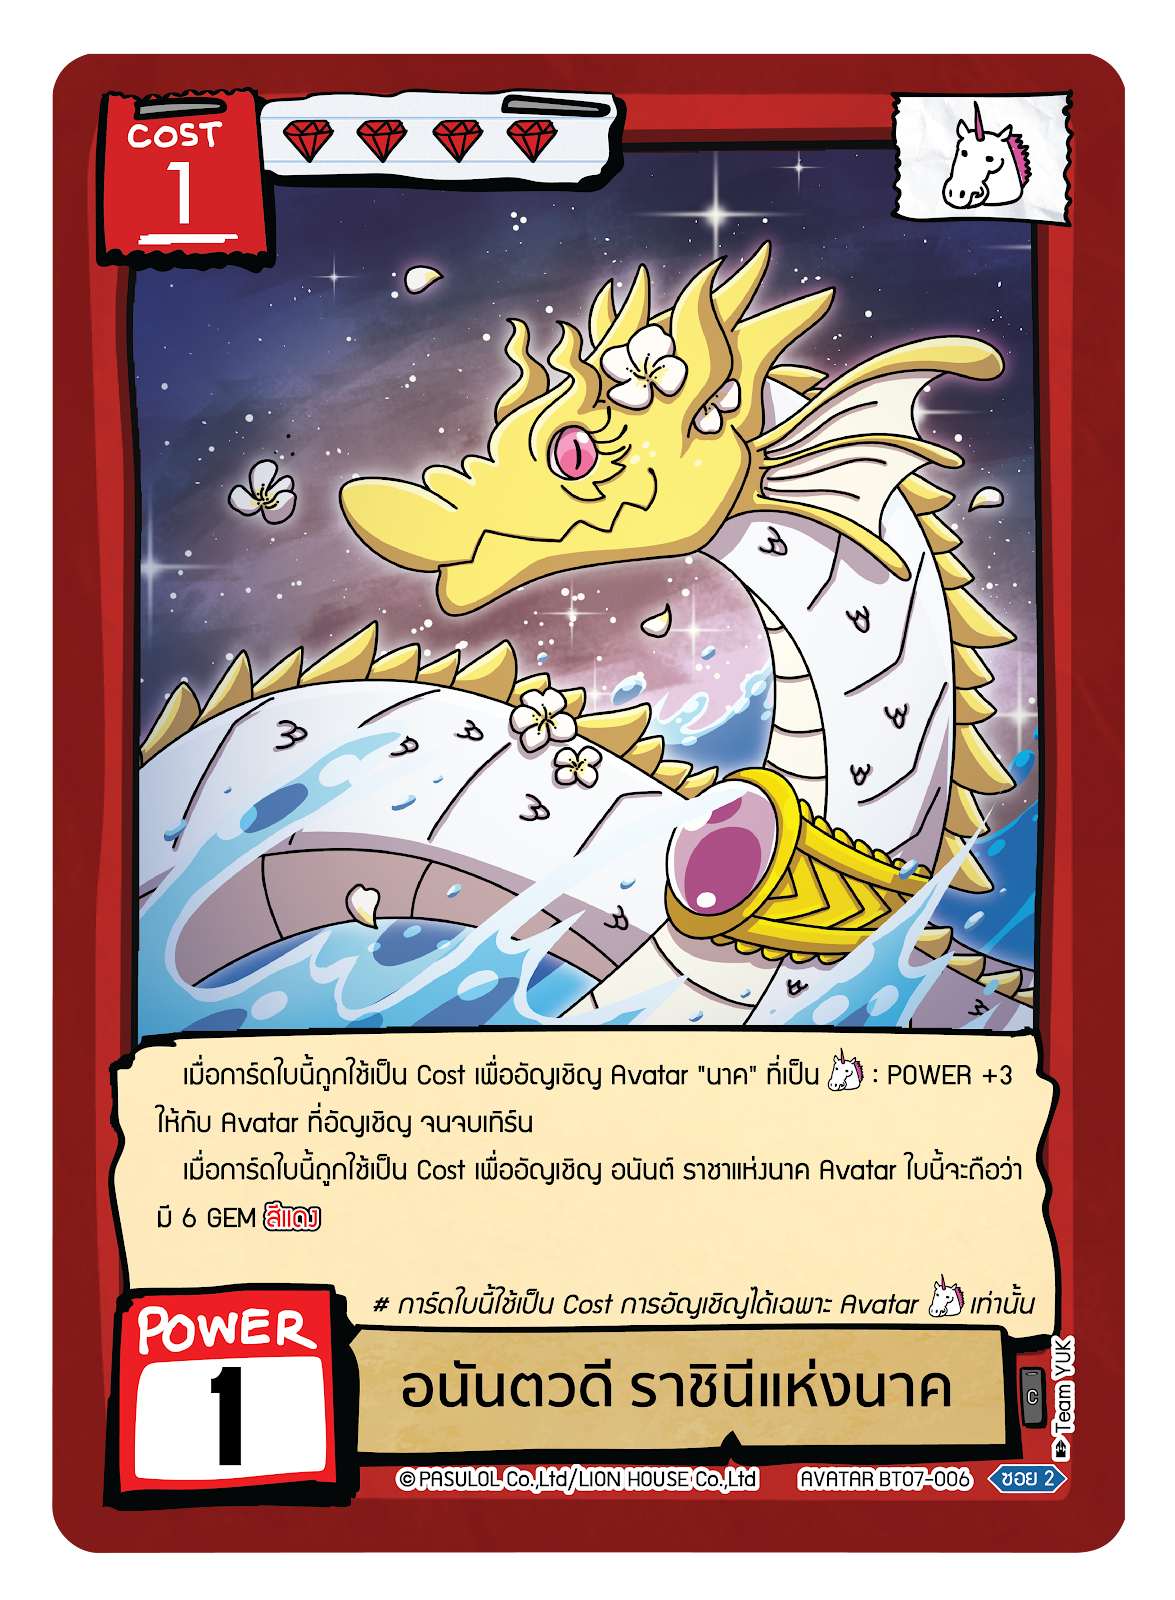 COST
1
เมื่อการ์ดใบนี้ถูกใช้เป็น Cost เพื่ออัญเชิญ Avatar "นาค" ที่เป็น : POWER +3
ให้กับ Avatar ที่อัญเชิญ จนจบเทิร์น
เมื่อการ์ดใบนี้ถูกใช้เป็น Cost เพื่ออัญเชิญ อนันต์ ราชาแห่งนาค Avatar ใบนี้จะถือว่า
มี 6 GEM สีแดง
# การ์ดใบนี้ใช้เป็น Cost การอัญเชิญได้เฉพาะ Avatar เท่านั้น
POWER
1
อนันตวดี ราชินีแห่งนาค
C
Team YUK
© PASULOL Co.,Ltd/LION HOUSE Co.,Ltd
AVATAR BT07-006
ซอย 2